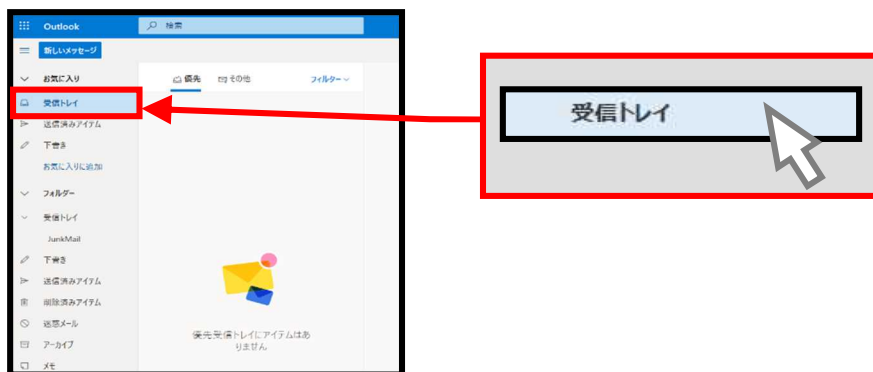 Outlook
検索
新しいメッセージ
お気に入り
優先 その他 フィルター
受信トレイ
送信済みアイテム
下書き
お気に入りに追加
フォルダー
受信トレイ
JunkMail
下書き
送信済みアイテム
削除済みアイテム
迷惑メール
アーカイブ
メモ
優先受信トレイにアイテムはあ
りません
受信トレイ